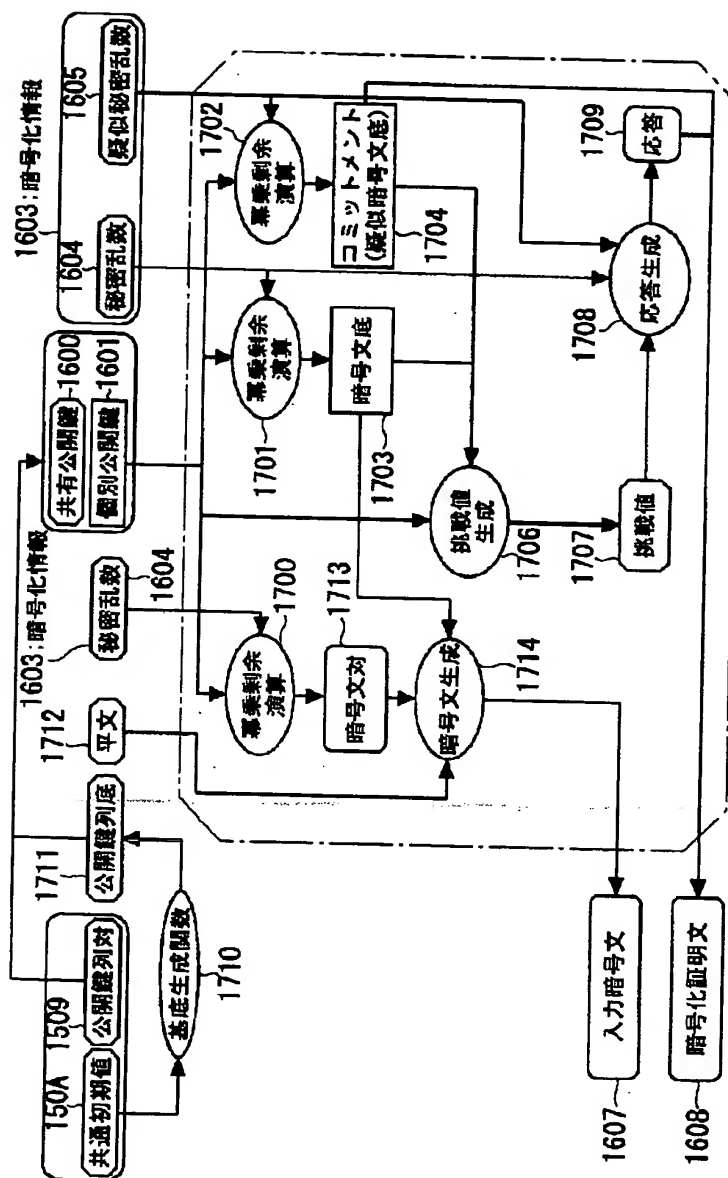 150A
1509
共通初期値
公開鍵列対
1710
基底生成関数
1711
公開鍵列底
1712
平文
1603:暗号化情報
1604
秘密乱数
1600
共有公開鍵
1601
個別公開鍵
1603:暗号化情報
1604
秘密乱数
1605
疑似秘密乱数
1700
冪乗剰余
演算
1701
冪乗剰余
演算
1702
冪乗剰余
演算
1713
暗号文対
1703
暗号文底
コミットメント
(疑似暗号文底)
1704
1714
暗号文生成
1706
挑戦値
生成
1707
挑戦値
1708
応答生成
1709
応答
1607
入力暗号文
1608
暗号化証明文